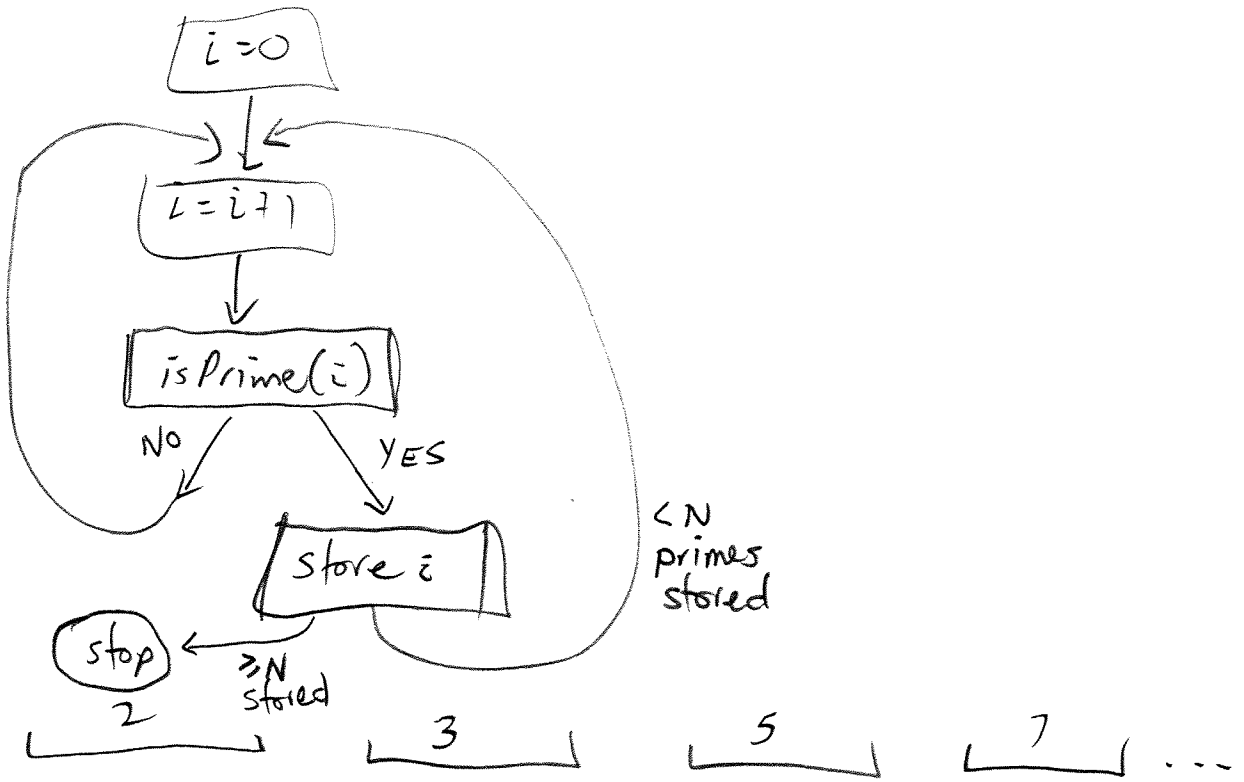 i = 0
i = i + 1
isPrime(i)
NO
YES
store i
< N
primes
stored
stop
≥N
stored
2 3 5 7 ...